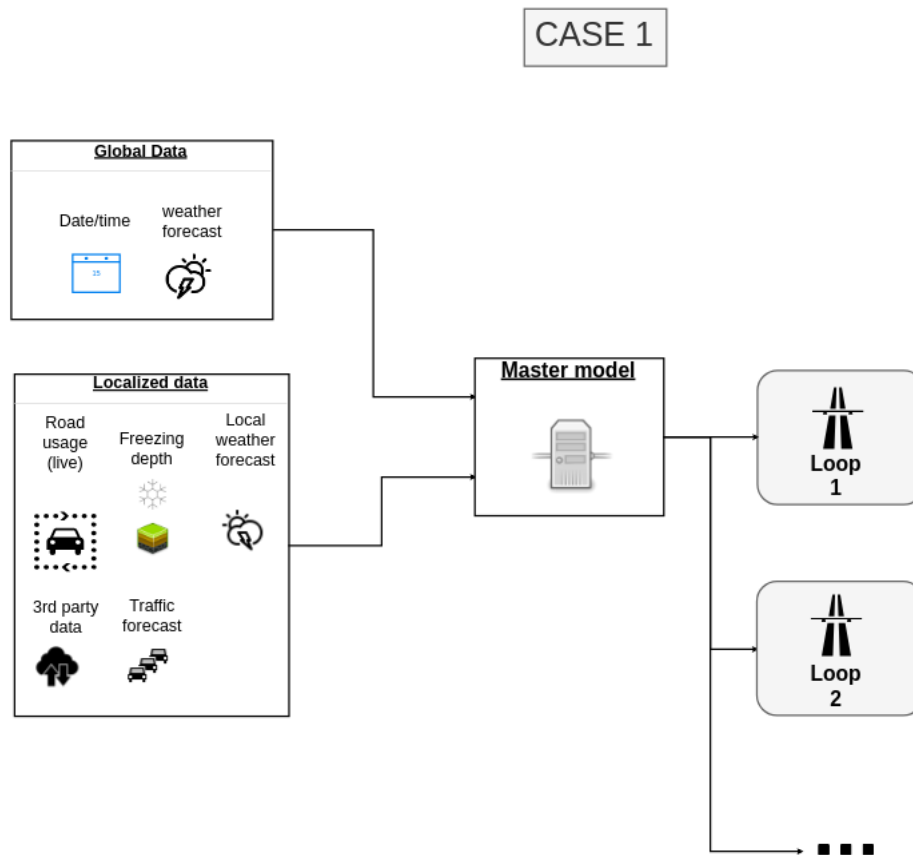 CASE 1
Global Data
Date/time
weather
forecast
15
Localized data
Road
usage
(live)
Freezing
depth
Local
weather
forecast
3rd party
data
Traffic
forecast
Master model
Loop
1
Loop
2